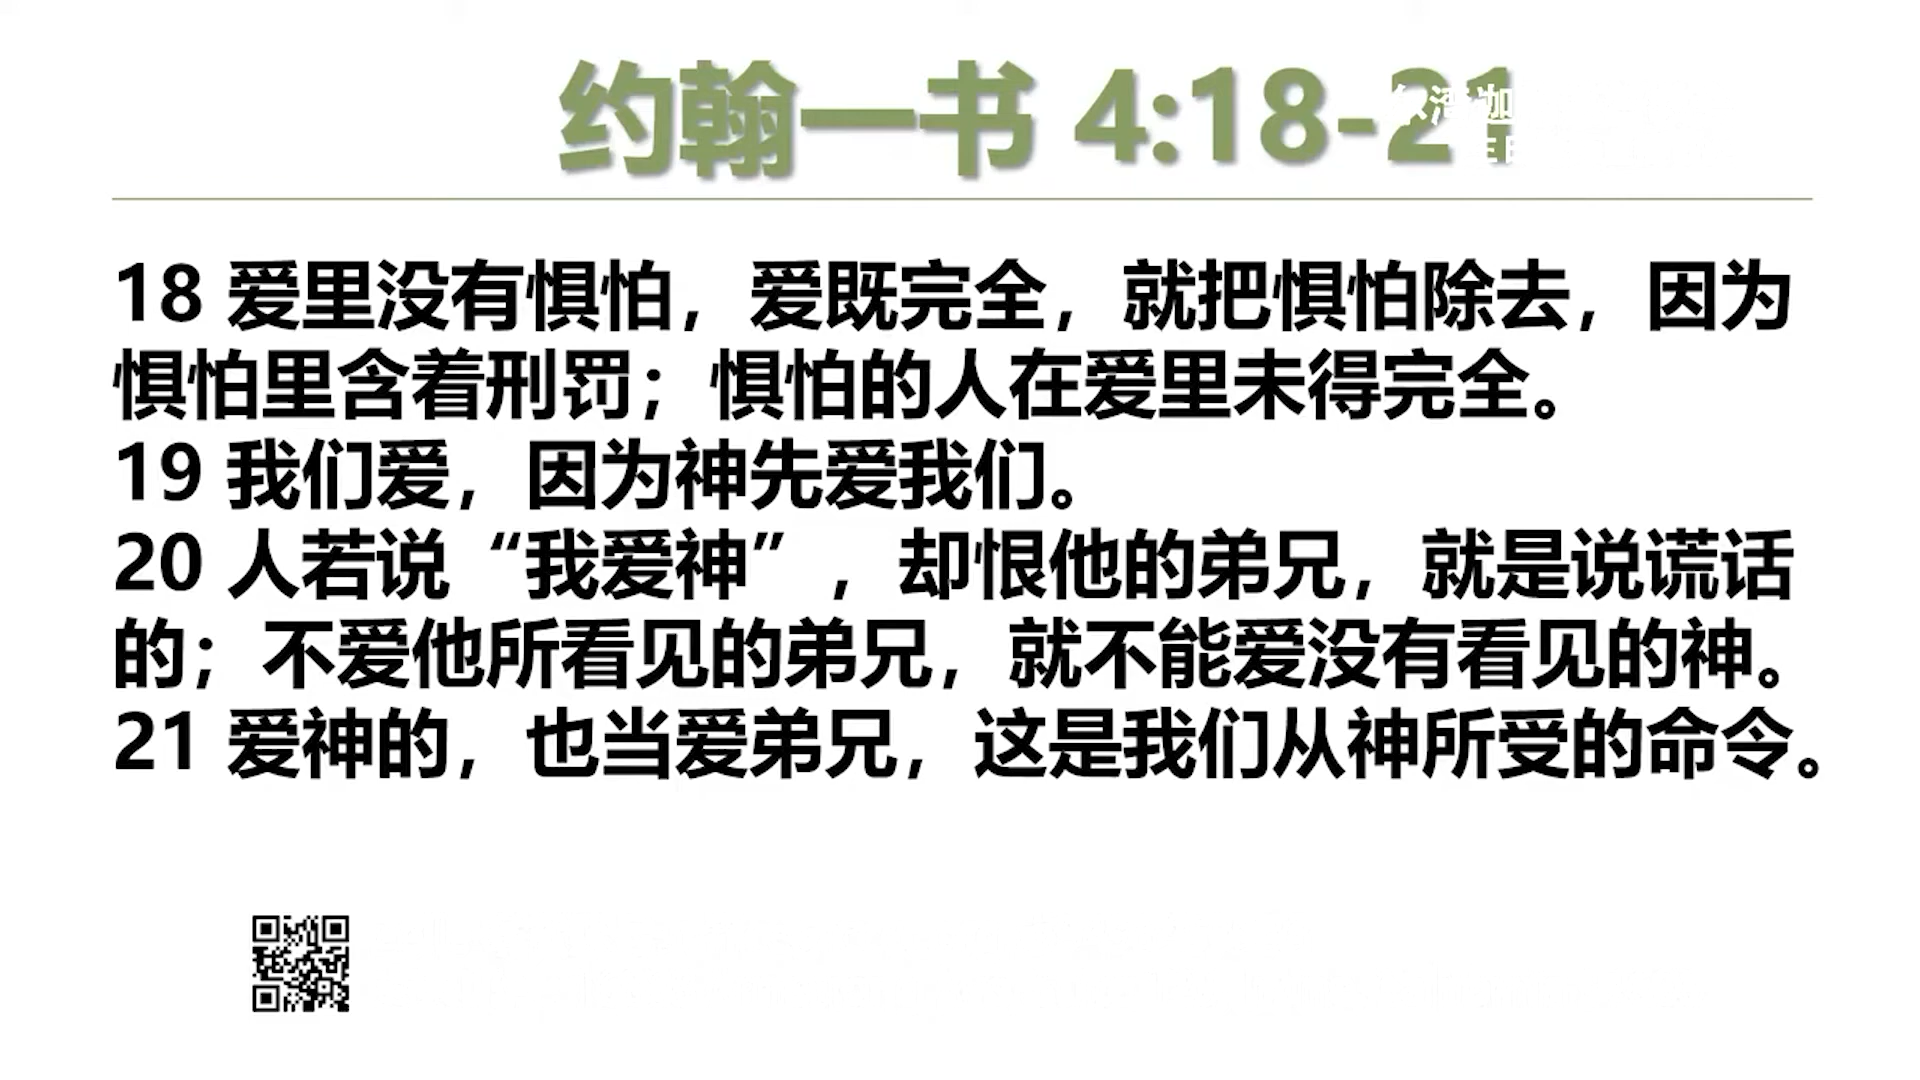 约翰一书 4:18-21
18 爱里没有惧怕，爱既完全，就把惧怕除去，因为
惧怕里含着刑罚；惧怕的人在爱里未得完全。
19 我们爱，因为神先爱我们。
20 人若说“我爱神”，却恨他的弟兄，就是说谎话
的；不爱他所看见的弟兄，就不能爱没有看见的神。
21 爱神的，也当爱弟兄，这是我们从神所受的命令。